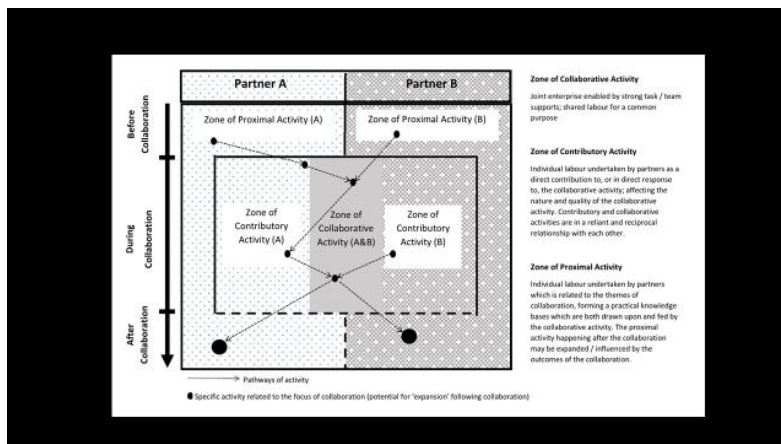 Partner A
Partner B
Before
Collaboration
During
Collaboration
After
Collaboration
Zone of Proximal Activity (A)
Zone of Proximal Activity (B)
Zone of
Contributory
Activity (A)
Zone of
Collaborative
Activity (A&B)
Zone of
Contributory
Activity (B)
Pathways of activity
Specific activity related to the focus of collaboration (potential for ‘expansion’ following collaboration)
Zone of Collaborative Activity
Joint enterprise enabled by strong task / team
supports; shared labour for a common
purpose
Zone of Contributory Activity
Individual labour undertaken by partners as a
direct contribution to, or in direct response
to, the collaborative activity; affecting the
nature and quality of the collaborative
activity. Contributory and collaborative
activities are in a reliant and reciprocal
relationship with each other.
Zone of Proximal Activity
Individual labour undertaken by partners
which is related to the themes of
collaboration, forming a practical knowledge
bases which are both drawn upon and fed by
the collaborative activity. The proximal
activity happening after the collaboration
may be expanded / influenced by the
outcomes of the collaboration.